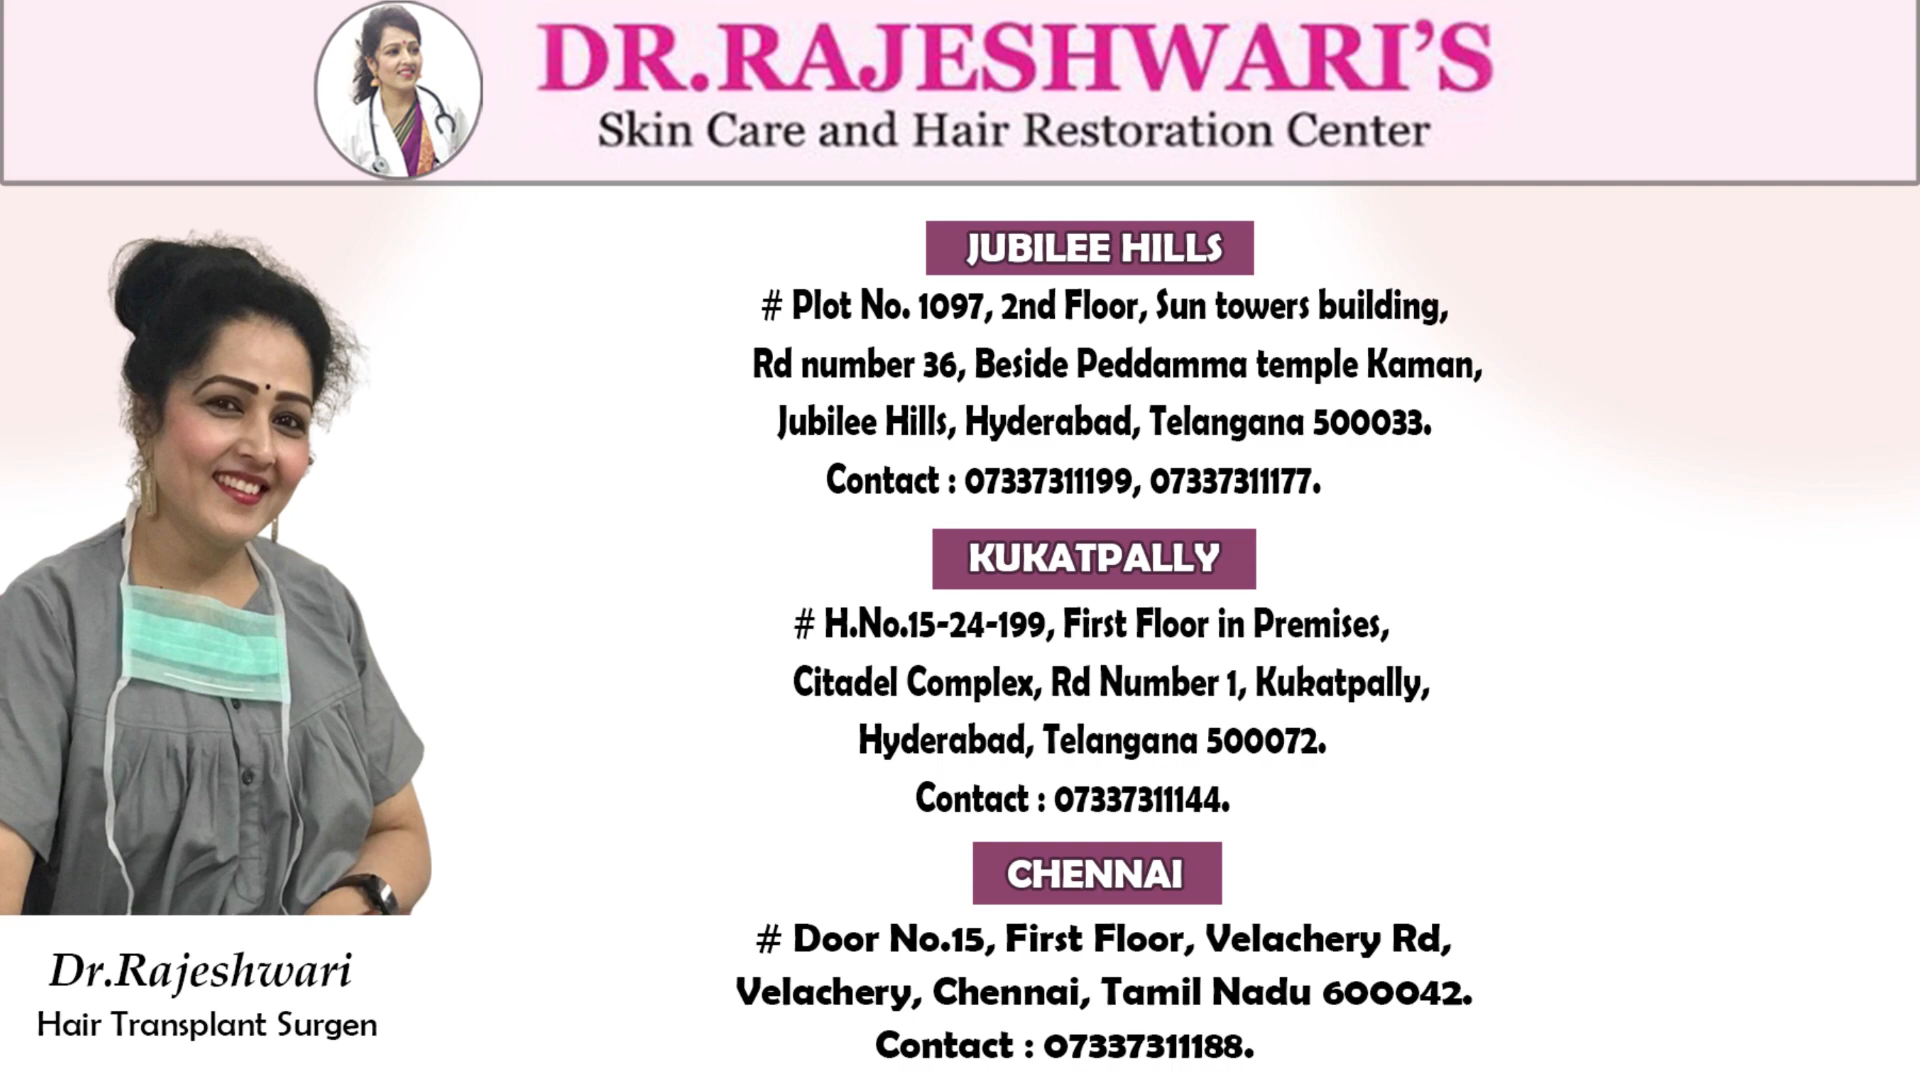 DR.RAJESHWARI'S
Skin Care and Hair Restoration Center
JUBILEE HILLS
# Plot No. 1097, 2nd Floor, Sun towers building,
Rd number 36, Beside Peddamma temple Kaman,
Jubilee Hills, Hyderabad, Telangana 500033.
Contact : 07337311199, 07337311177.
KUKATPALLY
# H.No.15-24-199, First Floor in Premises,
Citadel Complex, Rd Number 1, Kukatpally,
Hyderabad, Telangana 500072.
Contact : 07337311144.
CHENNAI
# Door No.15, First Floor, Velachery Rd,
Velachery, Chennai, Tamil Nadu 600042.
Contact : 07337311188.
Dr.Rajeshwari
Hair Transplant Surgen